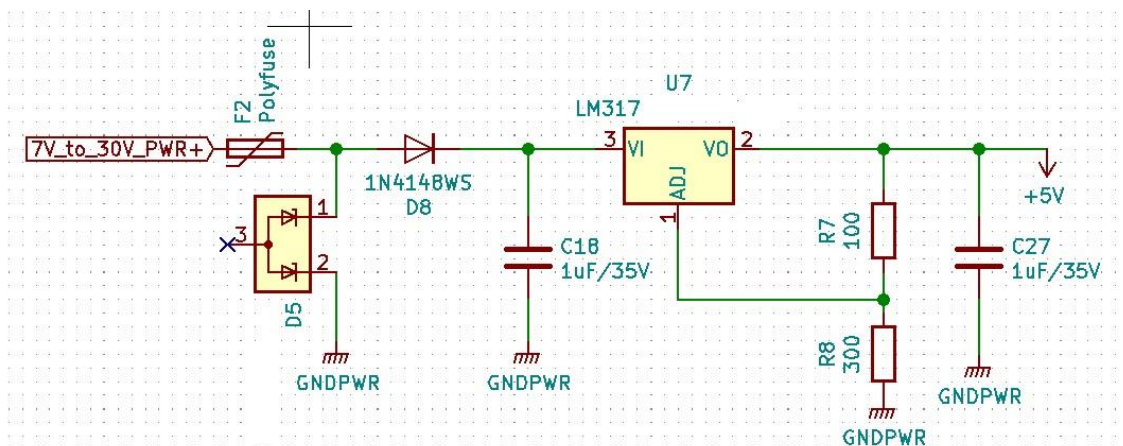 U7
LM317
F2
Polyfuse
7V_to_30V_PWR+
3
VI
VO
2
ADJ
1
1N4148WS
D8
+5V
1
3
2
D5
C18
1uF/35V
R7
100
C27
1uF/35V
R8
300
GNDPWR
GNDPWR
GNDPWR
GNDPWR